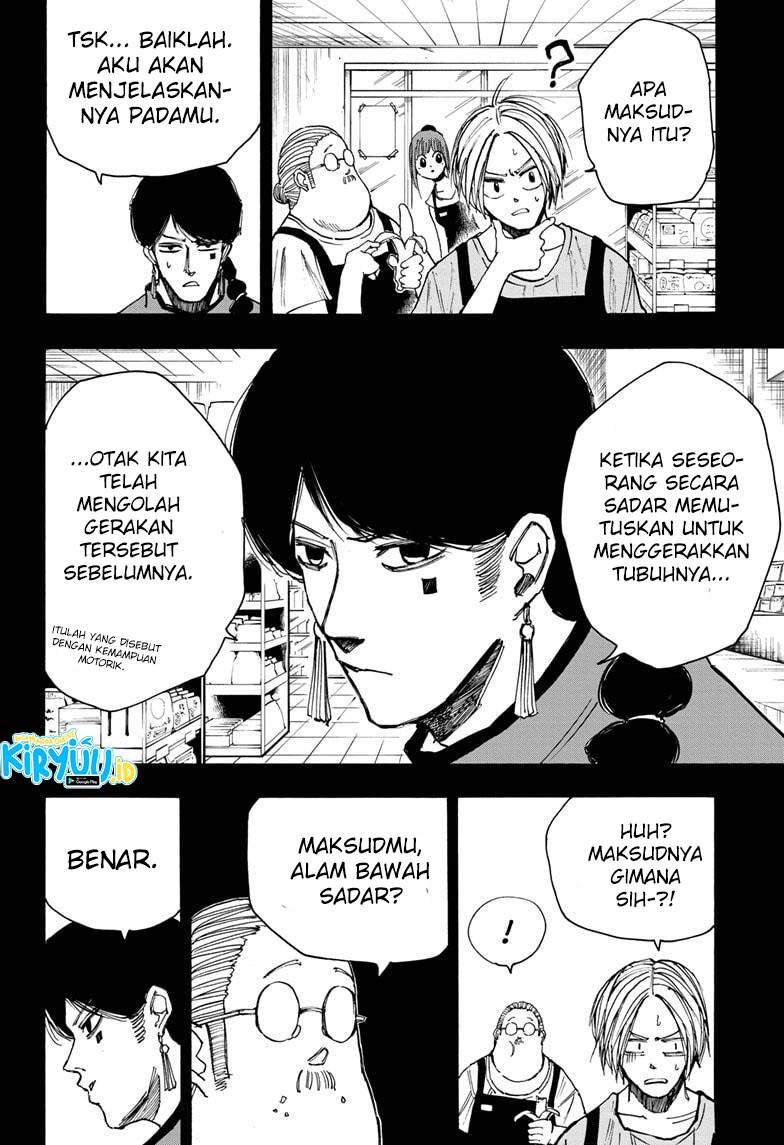 APA
MAKSUD-
NYA ITU?
?
TSK... BAIKLAH.
AKU AKAN
MENJELASKAN-
NYA PADAMU.
KETIKA SESEO-
RANG SECARA
SADAR MEMU-
TUSKAN UNTUK
MENGGERAKKAN
TUBUHNYA...
...OTAK KITA
TELAH
MENGOLAH
GERAKAN
TERSEBUT
SEBELUMNYA.
ITULAH YANG DISEBUT
DENGAN KEMAMPUAN
MOTORIK.
KIRYUU.ID
Google Play
HUH?
MAKSUDNYA
GIMANA
SIH-?!
!
MAKSUDMU,
ALAM BAWAH
SADAR?
BENAR.